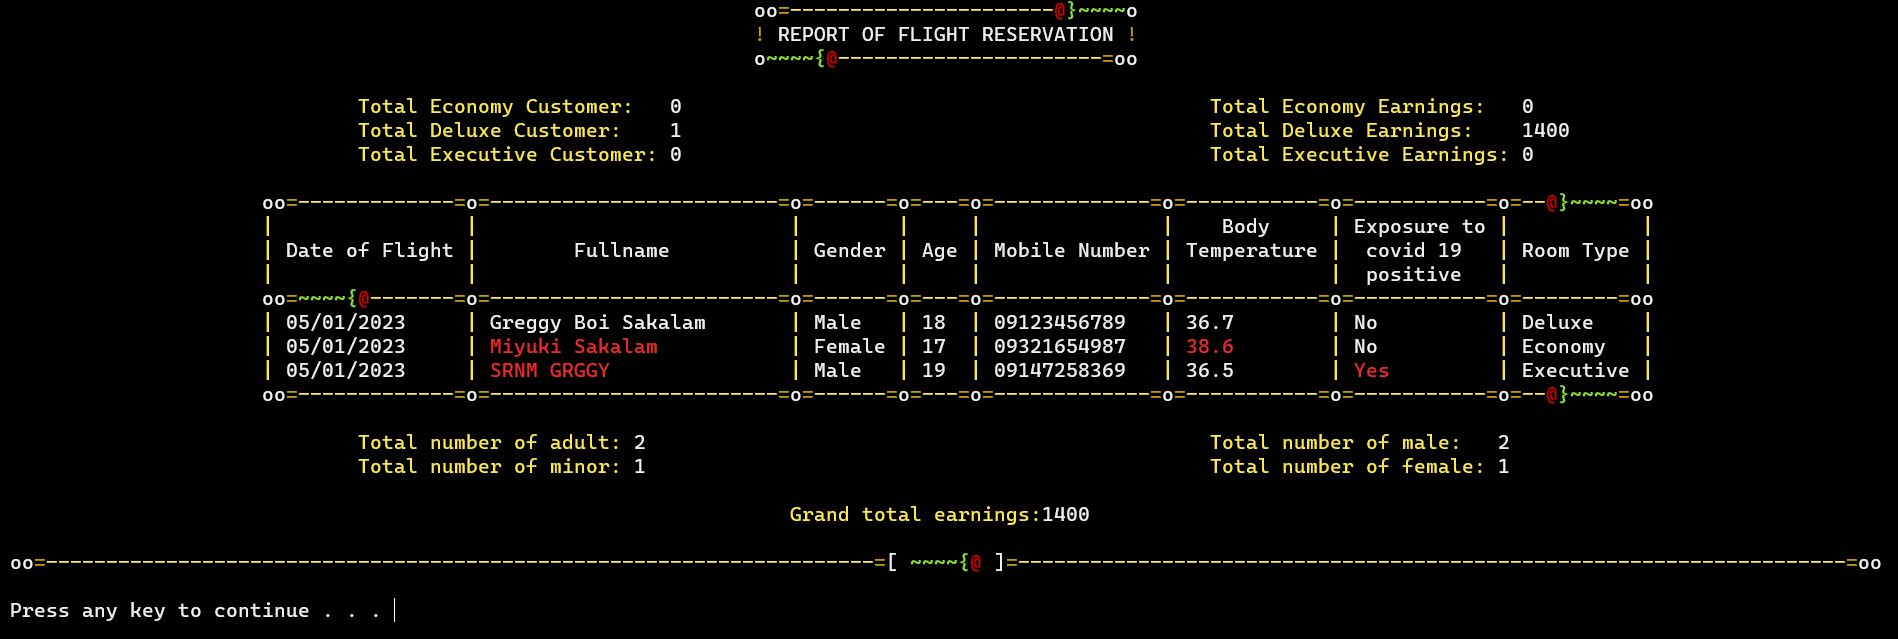 oo=----------------------@}~~~~o
! REPORT OF FLIGHT RESERVATION !
o~~~~{@----------------------=oo
Total Economy Customer:   0    Total Economy Earnings:   0
Total Deluxe Customer:    1    Total Deluxe Earnings:    1400
Total Executive Customer: 0    Total Executive Earnings: 0
oo=-------------=o=------------------------=o=------=o=---=o=-------------=o=-----------=o=-----------=o=--@}~~~~=oo
|                |                          |        |     |               |    Body     | Exposure to |           |
| Date of Flight |        Fullname          | Gender | Age | Mobile Number | Temperature |  covid 19   | Room Type |
|                |                          |        |     |               |             |  positive   |           |
oo=~~~~{@-------=o=------------------------=o=------=o=---=o=-------------=o=-----------=o=-----------=o=--------=oo
| 05/01/2023     | Greggy Boi Sakalam       | Male   | 18  | 09123456789   | 36.7        | No          | Deluxe    |
| 05/01/2023     | Miyuki Sakalam           | Female | 17  | 09321654987   | 38.6        | No          | Economy   |
| 05/01/2023     | SRNM GRGGY               | Male   | 19  | 09147258369   | 36.5        | Yes         | Executive |
oo=-------------=o=------------------------=o=------=o=---=o=-------------=o=-----------=o=-----------=o=--@}~~~~=oo
Total number of adult: 2    Total number of male:   2
Total number of minor: 1    Total number of female: 1
Grand total earnings:1400
oo=---------------------------------------------------------------------=[ ~~~~{@ ]=---------------------------------------------------------------------=oo
Press any key to continue . . .